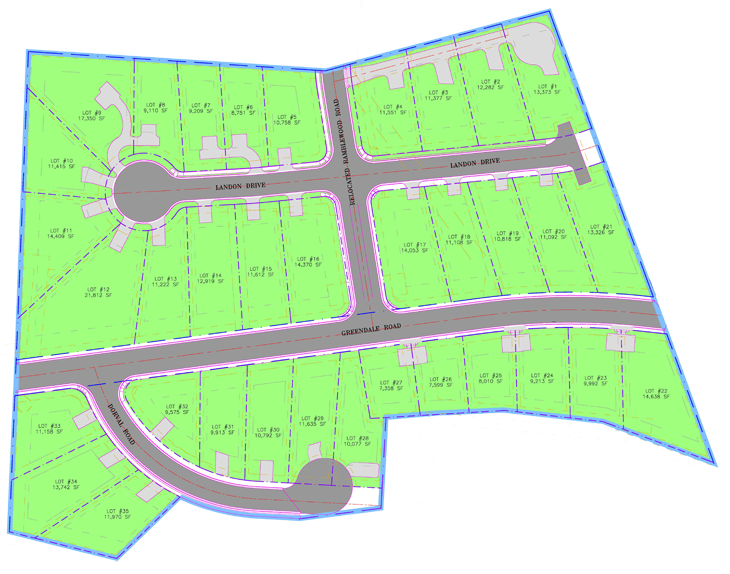 LOT #1
13,373 SF
LOT #2
12,282 SF
LOT #3
11,377 SF
LOT #4
11,551 SF
LOT #5
10,758 SF
LOT #6
8,751 SF
LOT #7
9,209 SF
LOT #8
9,110 SF
LOT #9
17,350 SF
LOT #10
11,415 SF
LOT #11
14,409 SF
LOT #12
21,812 SF
LOT #13
11,222 SF
LOT #14
12,919 SF
LOT #15
11,612 SF
LOT #16
14,370 SF
LOT #17
14,053 SF
LOT #18
11,108 SF
LOT #19
10,818 SF
LOT #20
11,092 SF
LOT #21
13,326 SF
LANDON DRIVE
LANDON DRIVE
RELOCATED RAMBLEWOOD ROAD
GREENDALE ROAD
DORVAL ROAD
LOT #22
14,638 SF
LOT #23
9,992 SF
LOT #24
9,213 SF
LOT #25
8,010 SF
LOT #26
7,599 SF
LOT #27
7,358 SF
LOT #28
10,077 SF
LOT #29
11,635 SF
LOT #30
10,792 SF
LOT #31
9,913 SF
LOT #32
9,575 SF
LOT #33
11,158 SF
LOT #34
13,742 SF
LOT #35
11,970 SF